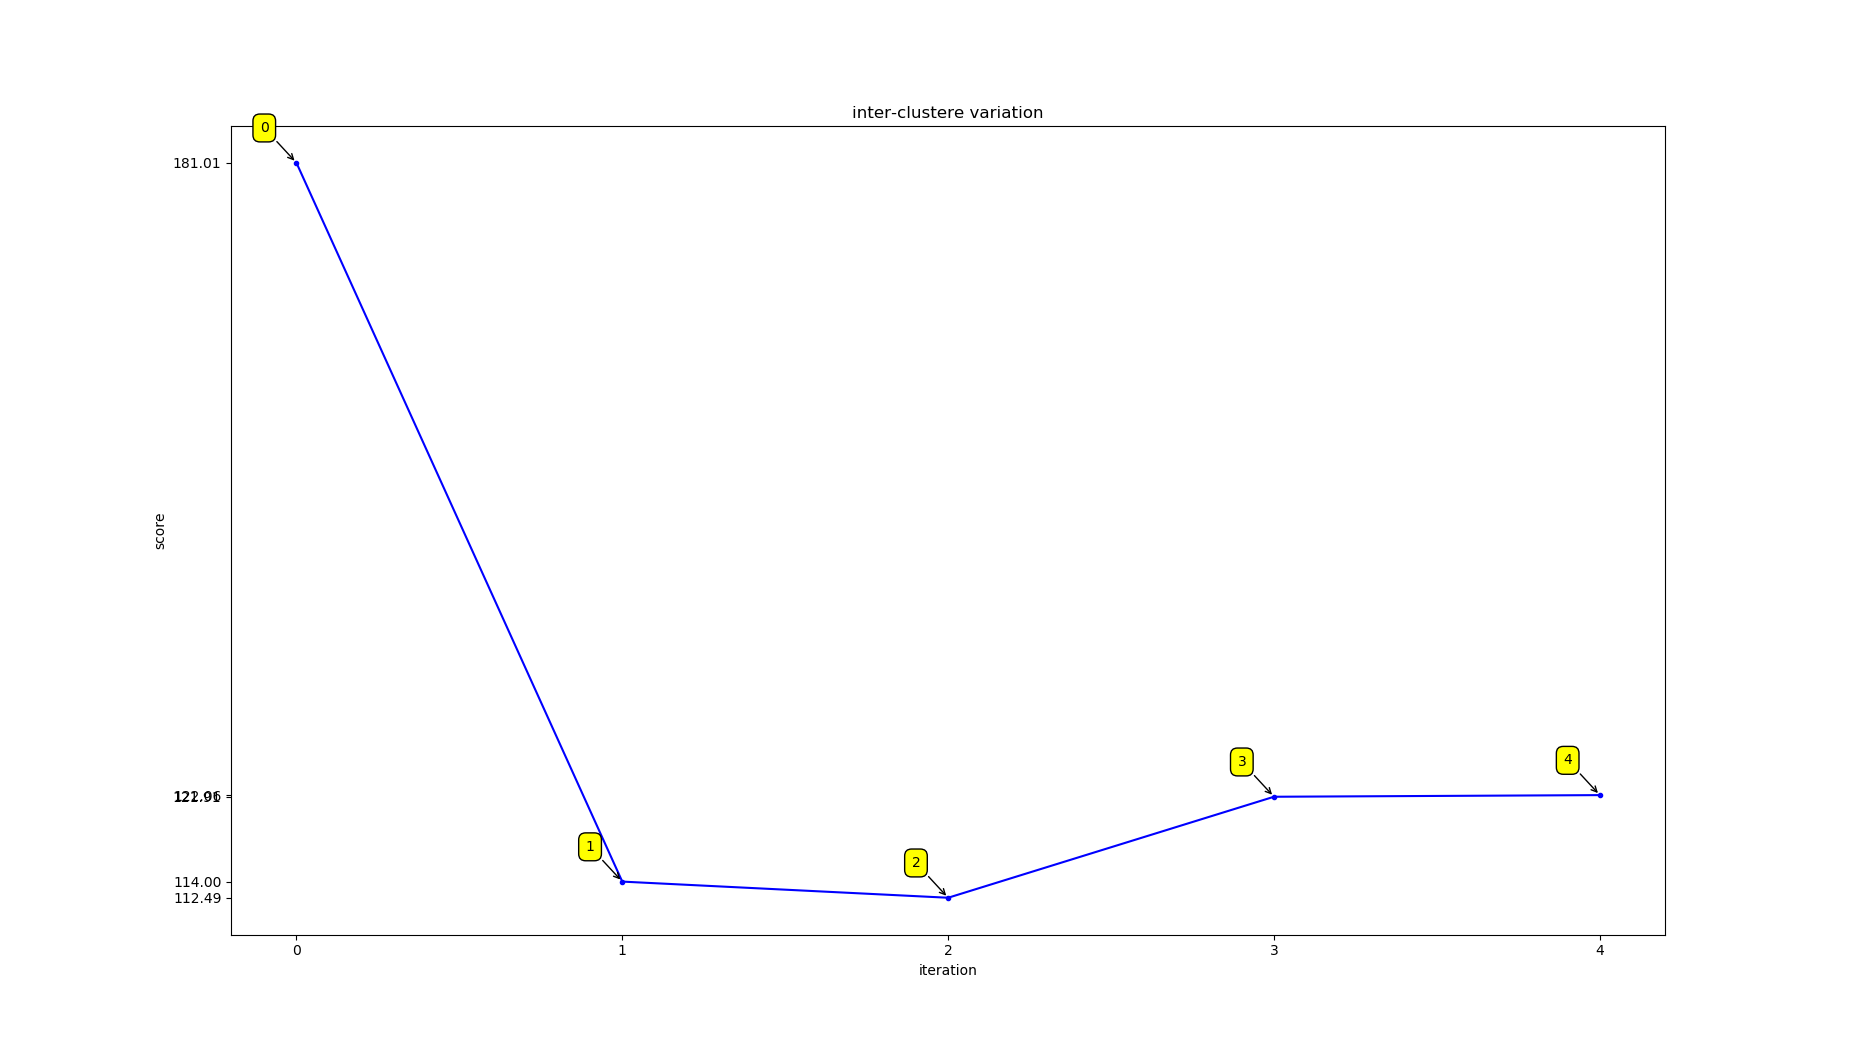 inter-clustere variation
0
181.01
score
3
4
1
2
114.00
112.49
0 1 2 3 4
iteration